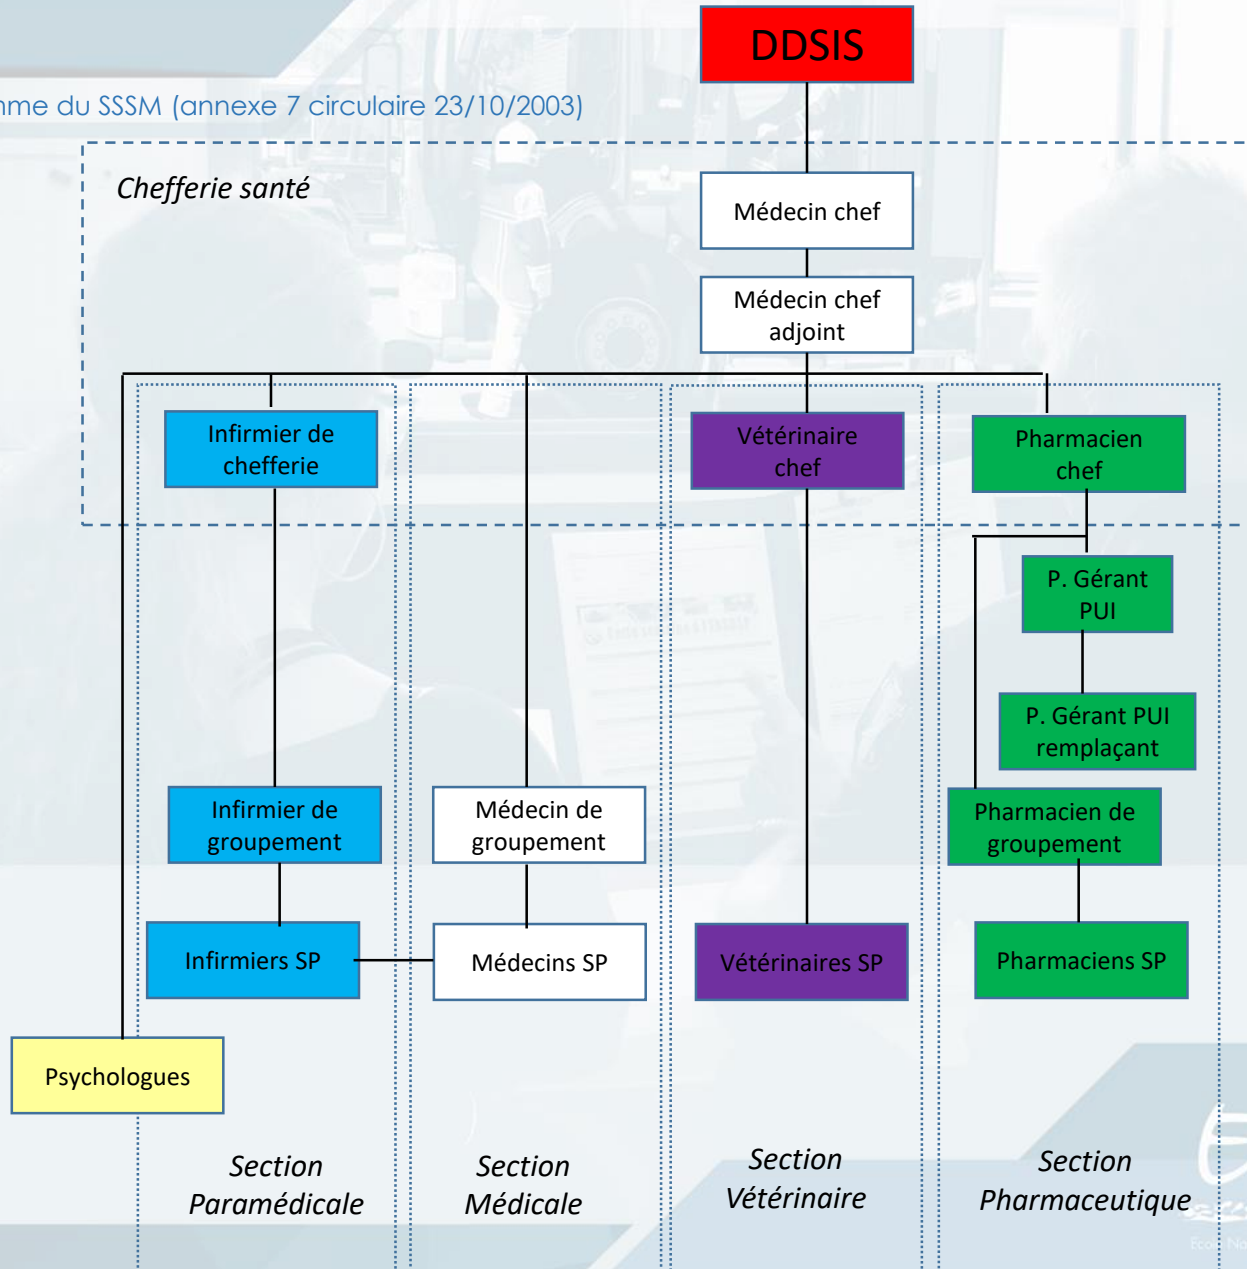 DDSIS
du SSSM (annexe 7 circulaire 23/10/2003)
Chefferie santé
Médecin chef
Médecin chef
adjoint
Infirmier de
chefferie
Vétérinaire
chef
Pharmacien
chef
P. Gérant
PUI
P. Gérant PUI
remplaçant
Infirmier de
groupement
Médecin de
groupement
Pharmacien de
groupement
Infirmiers SP
Médecins SP
Vétérinaires SP
Pharmaciens SP
Psychologues
Section
Paramédicale
Section
Médicale
Section
Vétérinaire
Section
Pharmaceutique